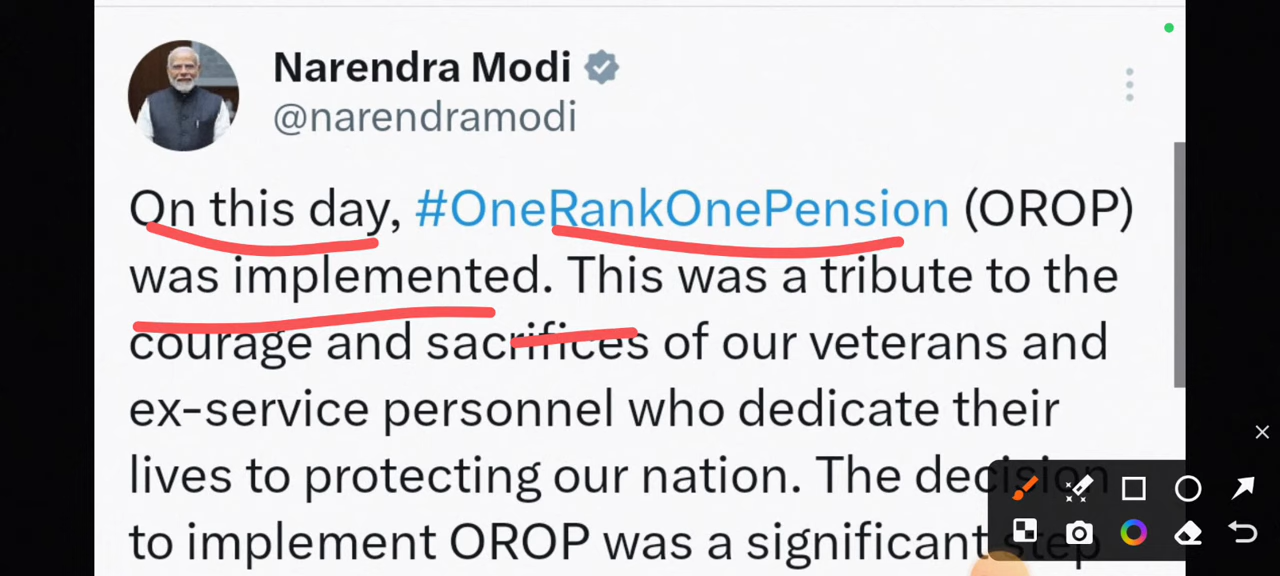 Narendra Modi
@narendramodi
On this day, #OneRankOnePension (OROP)
was implemented. This was a tribute to the
courage and sacrifices of our veterans and
ex-service personnel who dedicate their
lives to protecting our nation. The decision
to implement OROP was a significant step